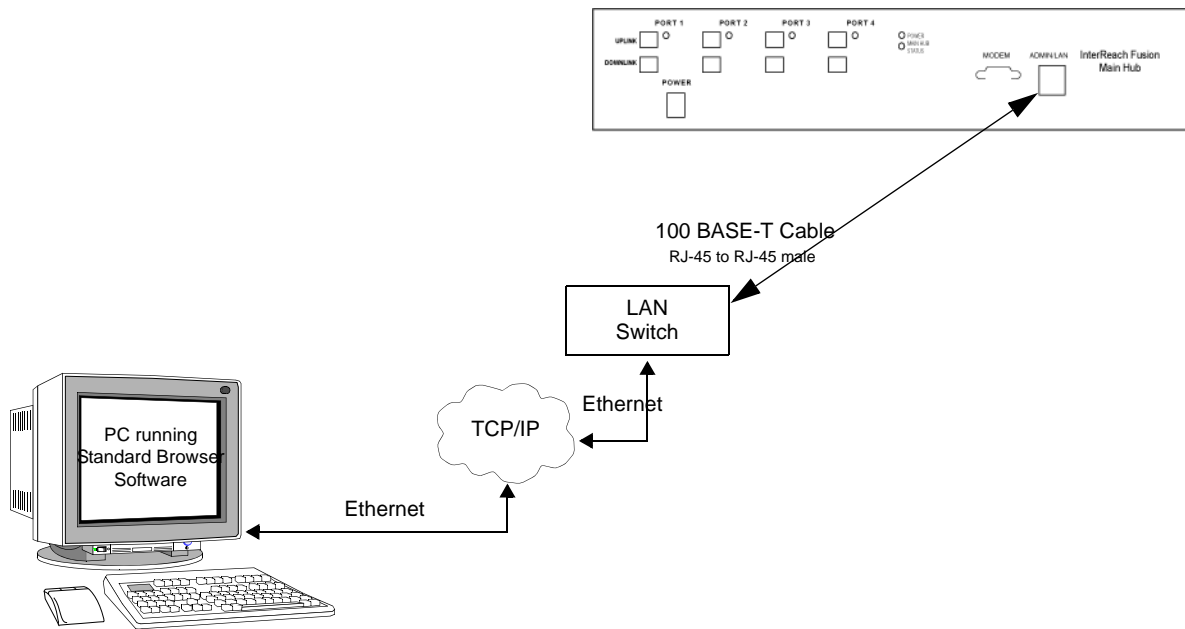 PORT 1 PORT 2 PORT 3 PORT 4
UPLINK
DOWNLINK
POWER
POWER
MAIN HUB
STATUS
MODEM
ADMIN/LAN
InterReach Fusion
Main Hub
100 BASE-T Cable
RJ-45 to RJ-45 male
LAN
Switch
Ethernet
TCP/IP
PC running
Standard Browser
Software
Ethernet